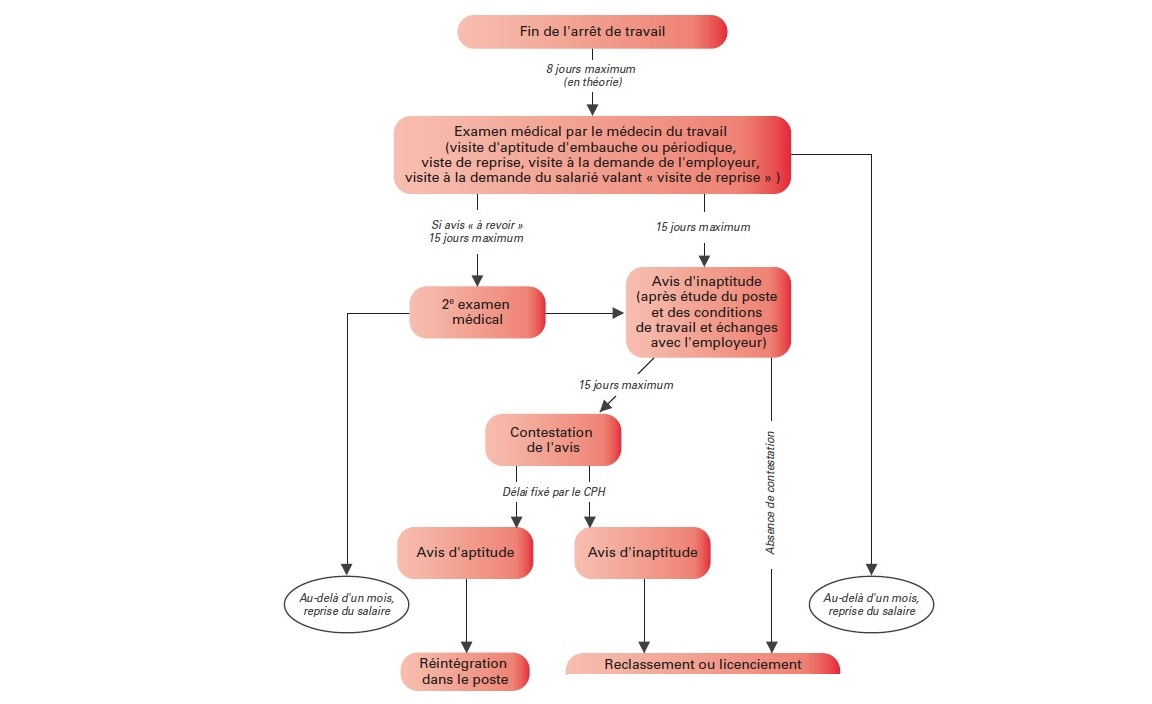 Fin de l'arrêt de travail
8 jours maximum
(en théorie)
Examen médical par le médecin du travail
(visite d'aptitude d'embauche ou périodique,
viste de reprise, visite à la demande de l'employeur,
visite à la demande du salarié valant « visite de reprise » )
Si avis « à revoir »
15 jours maximum
15 jours maximum
2e examen
médical
Avis d'inaptitude
(après étude du poste
et des conditions
de travail et échanges
avec l'employeur)
15 jours maximum
Contestation
de l'avis
Absence de contestation
Délai fixé par le CPH
Avis d'aptitude
Avis d'inaptitude
Au-delà d'un mois,
reprise du salaire
Au-delà d'un mois,
reprise du salaire
Réintégration
dans le poste
Reclassement ou licenciement